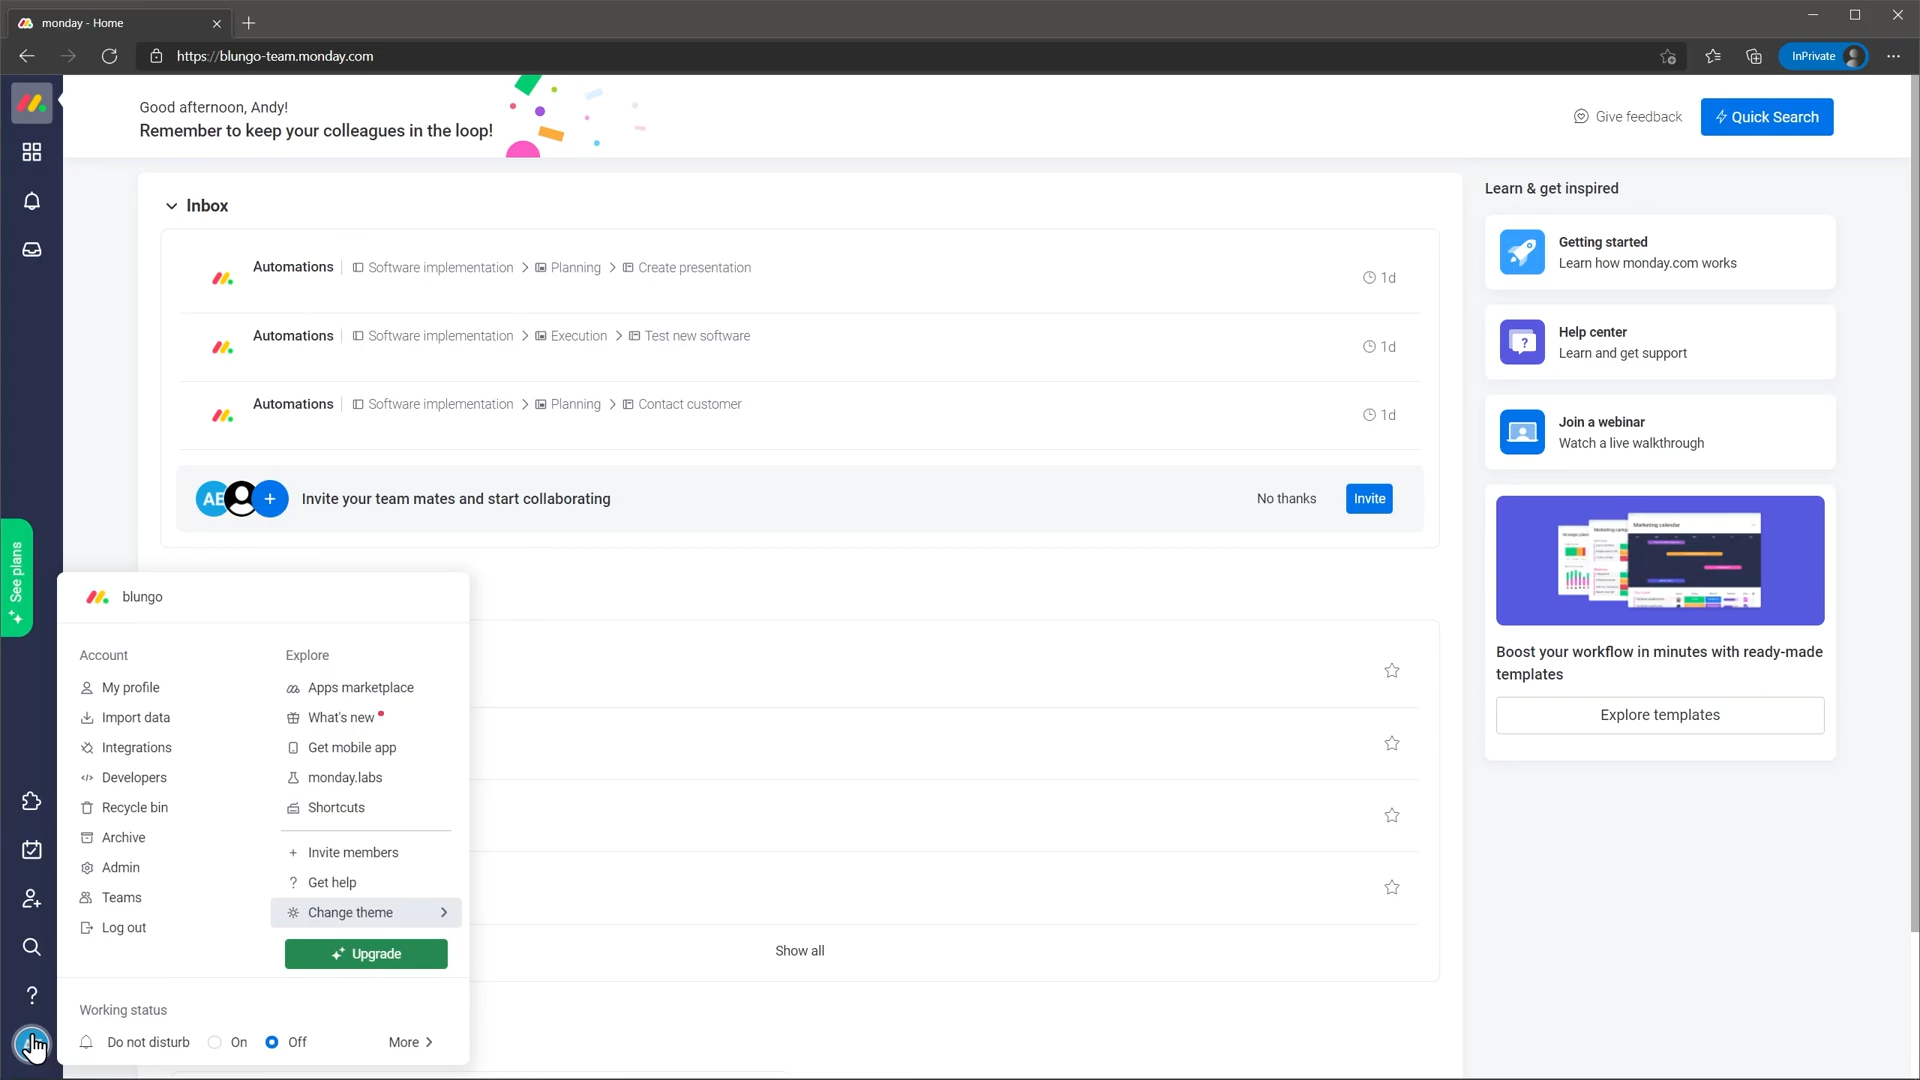 monday - Home
https://blungo-team.monday.com
InPrivate
Good afternoon, Andy!
Remember to keep your colleagues in the loop!
Give feedback
Quick Search
Inbox
Automations Software implementation > Planning > Create presentation
1d
Automations Software implementation > Execution > Test new software
1d
Automations Software implementation > Planning > Contact customer
1d
AE + Invite your team mates and start collaborating
No thanks
Invite
Learn & get inspired
Getting started
Learn how monday.com works
Help center
Learn and get support
Join a webinar
Watch a live walkthrough
Marketing calendar
Boost your workflow in minutes with ready-made
templates
Explore templates
See plans
blungo
Account
My profile
Import data
Integrations
Developers
Recycle bin
Archive
Admin
Teams
Log out
Explore
Apps marketplace
What's new
Get mobile app
monday.labs
Shortcuts
+ Invite members
? Get help
Change theme
Upgrade
Working status
Do not disturb On Off
More
Show all